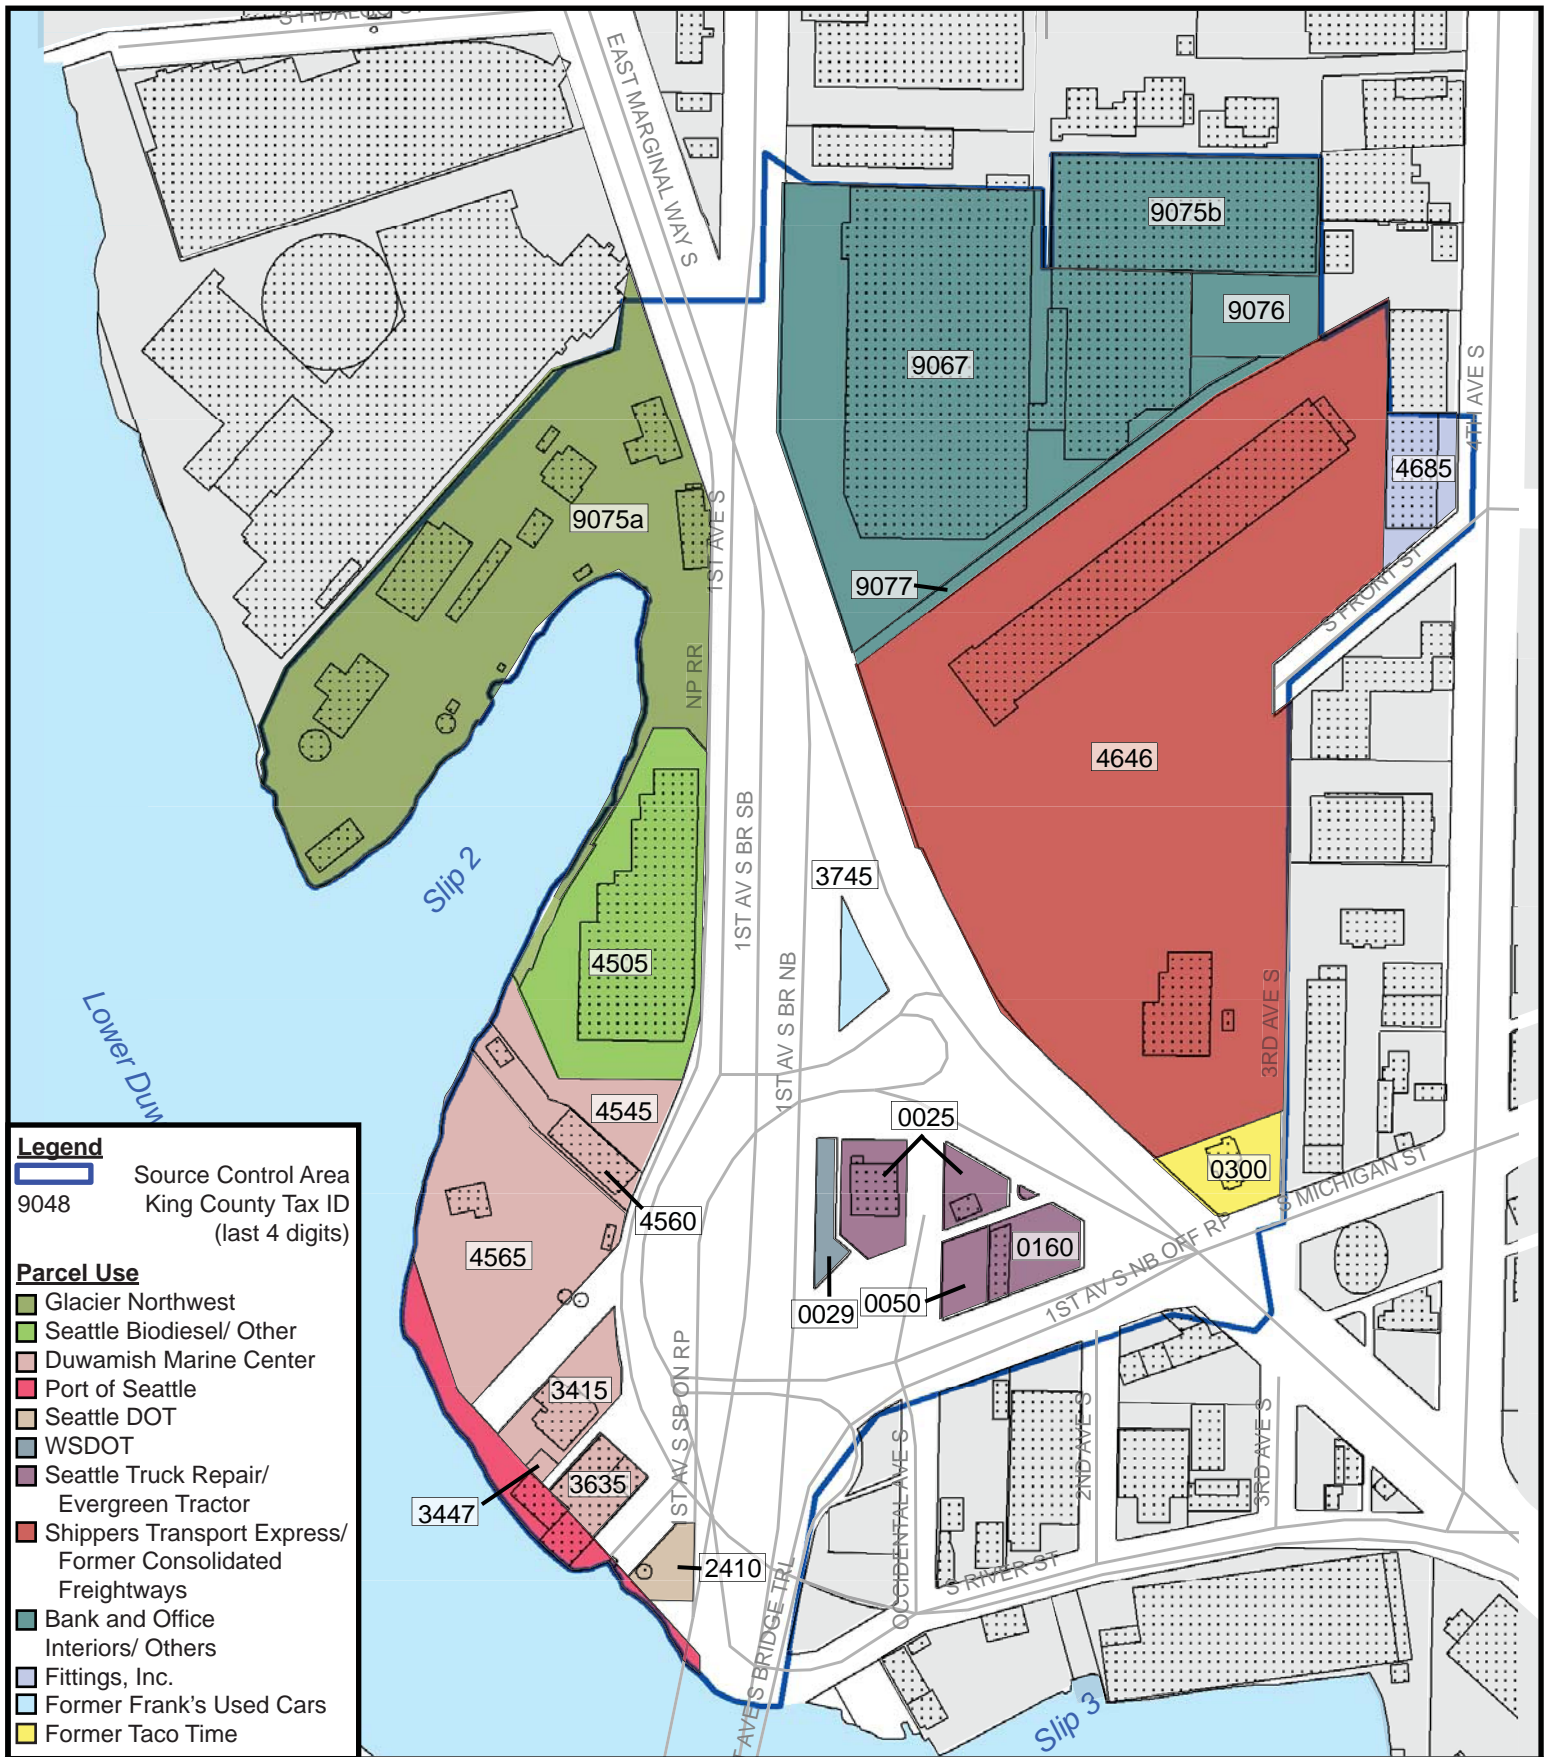 EAST MARGINAL WAY S
9075b
9076
9067
4TH AVE S
4685
9075a
1ST AVE S
9077
S FRONT ST
NP RR
4646
1ST AV S BR SB
3745
Slip 2
4505
1ST AV S BR NB
3RD AVE S
Lower Duw
4545
0025
0300
S MICHIGAN ST
4560
4565
0160
0029
0050
1ST AV S NB OFF RP
3415
1ST AV S SB ON RP
3635
3447
2410
OCCIDENTAL AVE S
2ND AVE S
3RD AVE S
S RIVER ST
AVE S BRIDGE TRL
Slip 3
Legend
Source Control Area
9048 King County Tax ID
(last 4 digits)
Parcel Use
Glacier Northwest
Seattle Biodiesel/ Other
Duwamish Marine Center
Port of Seattle
Seattle DOT
WSDOT
Seattle Truck Repair/
Evergreen Tractor
Shippers Transport Express/
Former Consolidated
Freightways
Bank and Office
Interiors/ Others
Fittings, Inc.
Former Frank's Used Cars
Former Taco Time